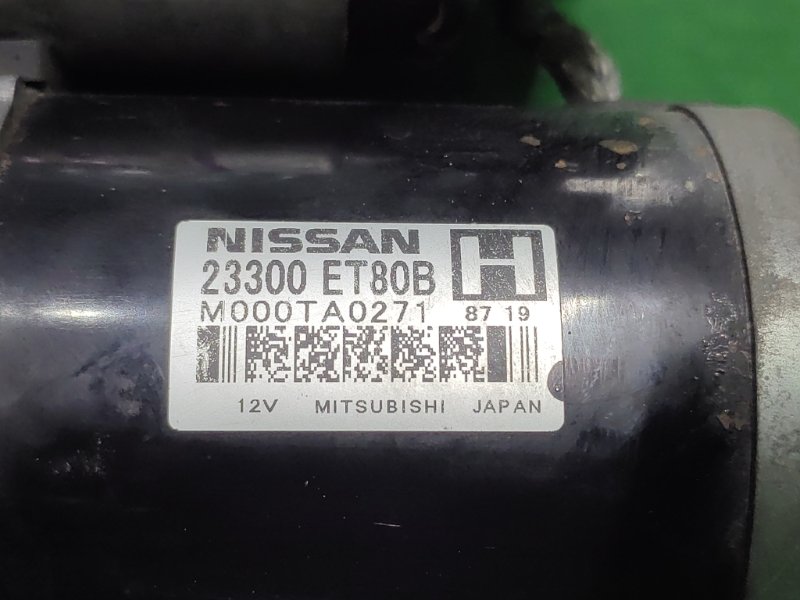 NISSAN H
23300 ET80B
M000TA0271 87 19
12V MITSUBISHI JAPAN